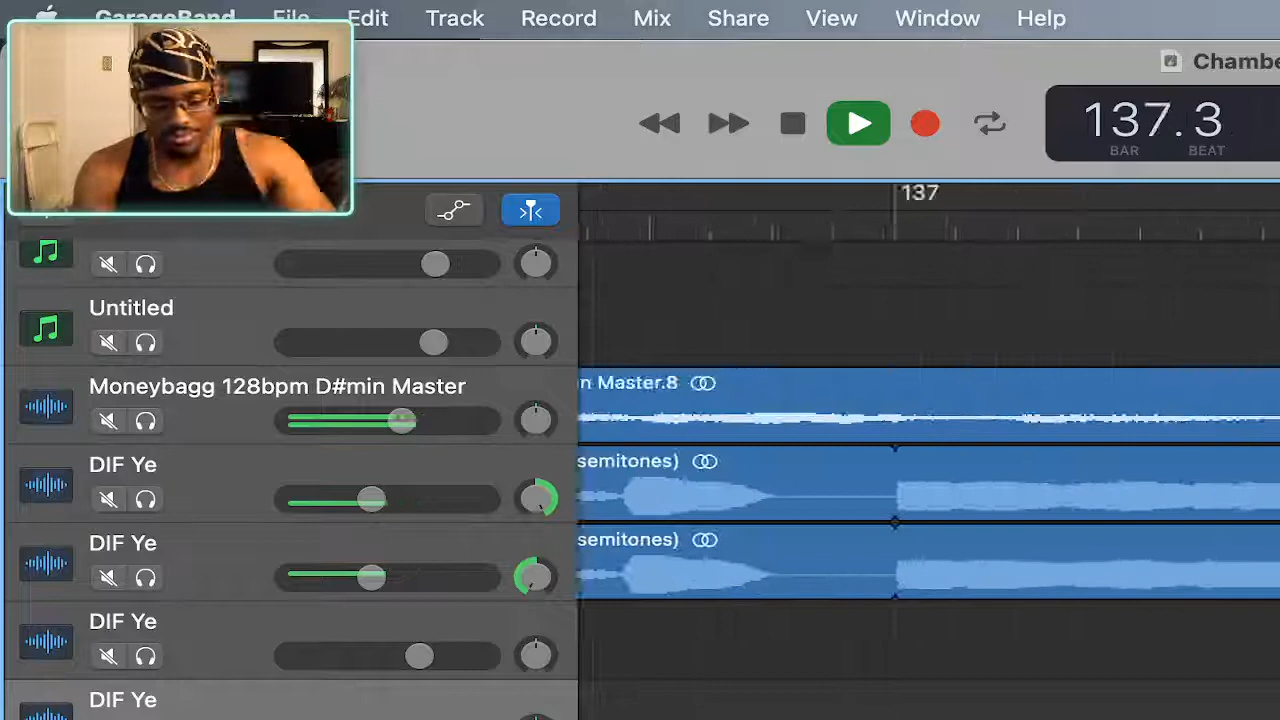 GarageBand File Edit Track Record Mix Share View Window Help
Chambe
137.3
BAR BEAT
137
Untitled
Moneybagg 128bpm D#min Master
n Master.8
DIF Ye
semitones)
DIF Ye
semitones)
DIF Ye
DIF Ye